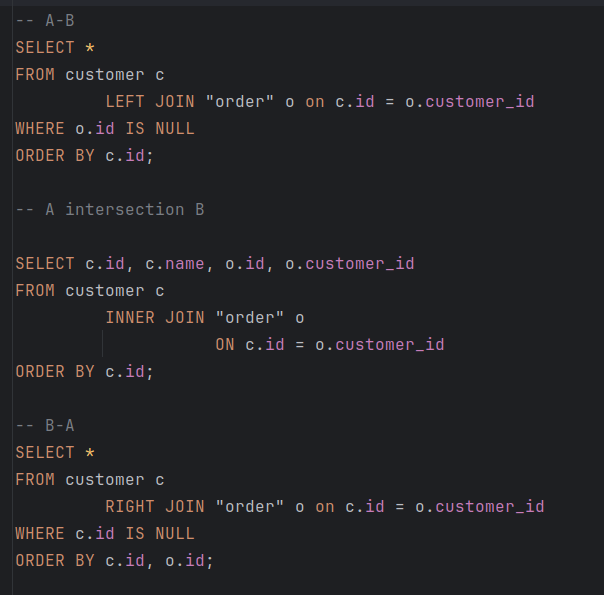 -- A-B
SELECT *
FROM customer c
         LEFT JOIN "order" o on c.id = o.customer_id
WHERE o.id IS NULL
ORDER BY c.id;

-- A intersection B

SELECT c.id, c.name, o.id, o.customer_id
FROM customer c
         INNER JOIN "order" o
                    ON c.id = o.customer_id
ORDER BY c.id;

-- B-A
SELECT *
FROM customer c
         RIGHT JOIN "order" o on c.id = o.customer_id
WHERE c.id IS NULL
ORDER BY c.id, o.id;